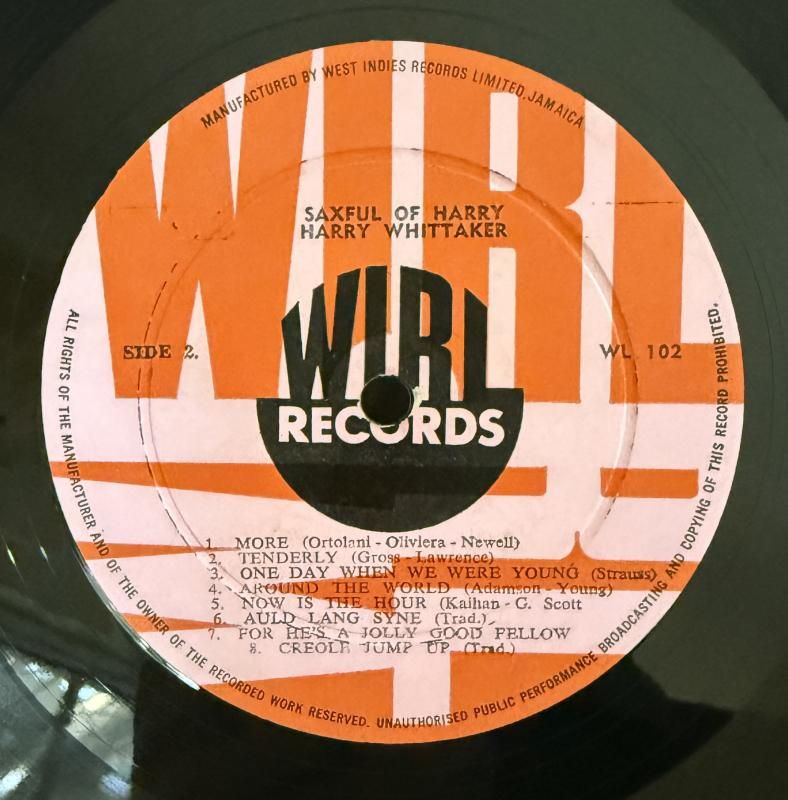 MANUFACTURED BY WEST INDIES RECORDS LIMITED, JAMAICA
WIRL
SAXFUL OF HARRY
HARRY WHITTAKER
WIRL
RECORDS
SIDE 2.
WL 102
1. MORE (Ortolani - Oliviera - Newell)
2. TENDERLY (Gross - Lawrence)
3. ONE DAY WHEN WE WERE YOUNG (Strauss)
4. AROUND THE WORLD (Adamson - Young)
5. NOW IS THE HOUR (Kaihan - G. Scott
6. AULD LANG SYNE (Trad.)
7. FOR HE'S A JOLLY GOOD FELLOW
8. CREOLE JUMP UP (Trad.)
ALL RIGHTS OF THE MANUFACTURER AND OF THE OWNER OF THE RECORDED WORK RESERVED. UNAUTHORISED PUBLIC PERFORMANCE BROADCASTING AND COPYING OF THIS RECORD PROHIBITED.